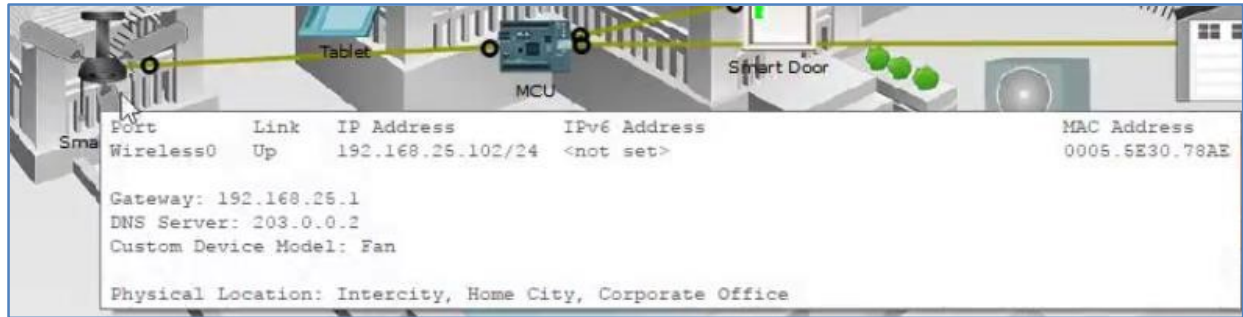 Tablet
MCU
Smart Door
Sma
Port Link IP Address IPv6 Address MAC Address
Wireless0 Up 192.168.25.102/24 <not set> 0005.5E30.78AE
Gateway: 192.168.25.1
DNS Server: 203.0.0.2
Custom Device Model: Fan
Physical Location: Intercity, Home City, Corporate Office